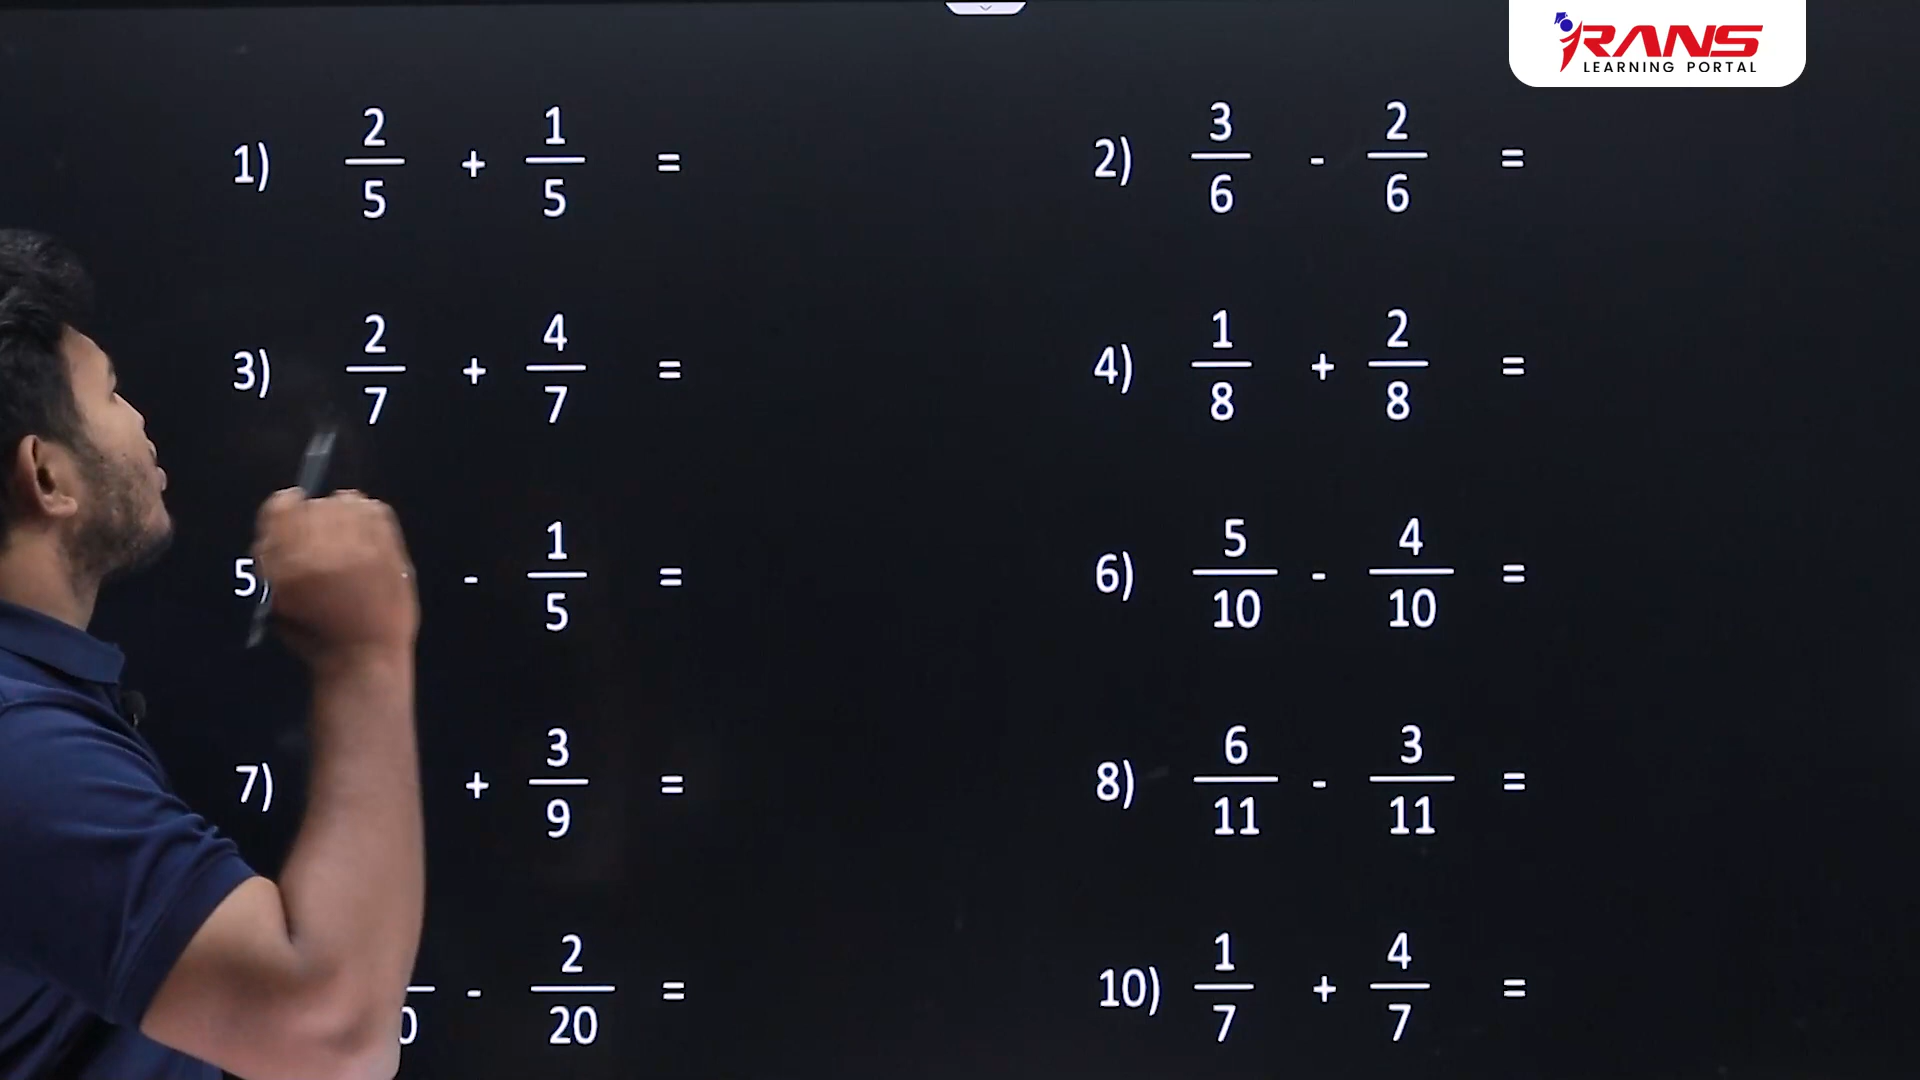 RANS
LEARNING PORTAL
1) 2/5 + 1/5 =
2) 3/6 - 2/6 =
3) 2/7 + 4/7 =
4) 1/8 + 2/8 =
5) - 1/5 =
6) 5/10 - 4/10 =
7) + 3/9 =
8) 6/11 - 3/11 =
- 2/20 =
10) 1/7 + 4/7 =